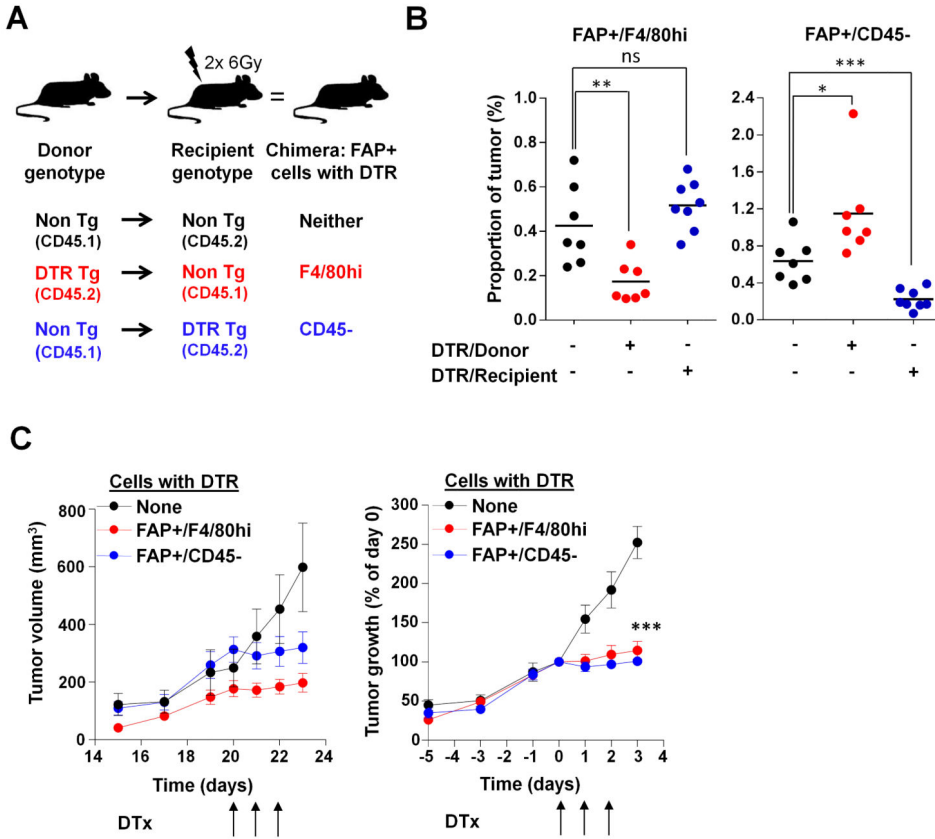 A
2x 6Gy
=
Donor genotype
Recipient genotype
Chimera: FAP+ cells with DTR
Non Tg (CD45.1)
Non Tg (CD45.2)
Neither
DTR Tg (CD45.2)
Non Tg (CD45.1)
F4/80hi
Non Tg (CD45.1)
DTR Tg (CD45.2)
CD45-
B
FAP+/F4/80hi
ns
**
Proportion of tumor (%)
1.0
0.8
0.6
0.4
0.2
0.0
FAP+/CD45-
***
*
2.4
1.8
1.2
0.6
0.0
DTR/Donor - + - - + -
DTR/Recipient - - + - - +
C
Cells with DTR
None
FAP+/F4/80hi
FAP+/CD45-
Tumor volume (mm³)
800
600
400
200
0
14 16 18 20 22 24
Time (days)
DTx
Cells with DTR
None
FAP+/F4/80hi
FAP+/CD45-
Tumor growth (% of day 0)
300
250
200
150
100
50
0
***
-5 -4 -3 -2 -1 0 1 2 3 4
Time (days)
DTx